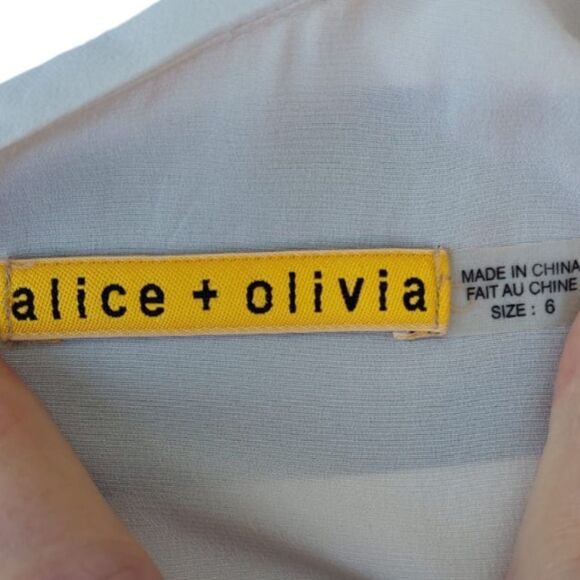 alice + olivia
MADE IN CHINA
FAIT AU CHINE
SIZE : 6